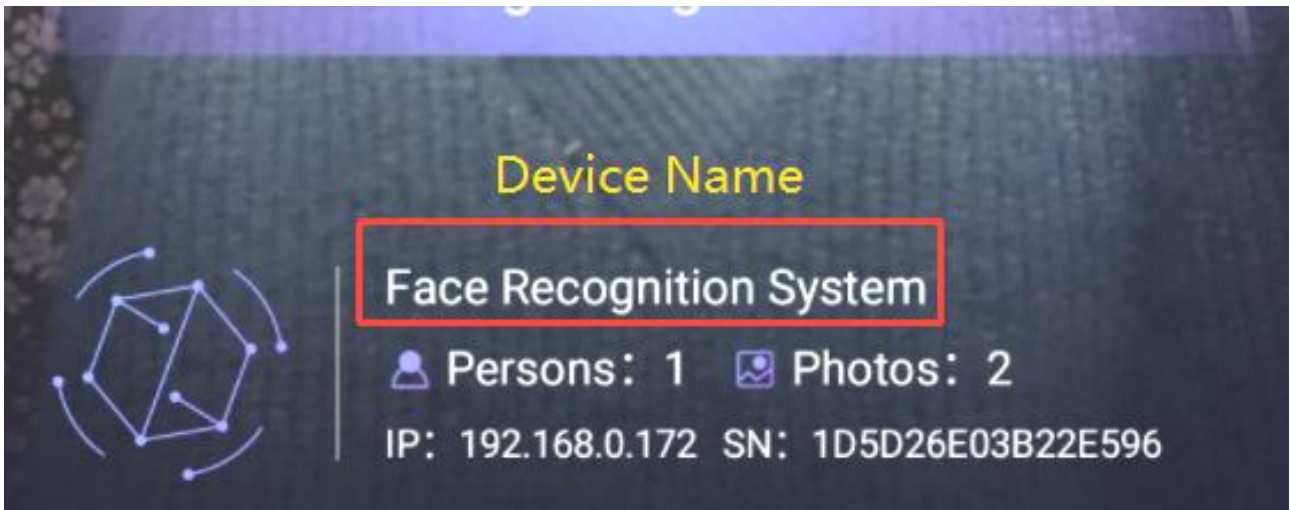 Device Name
Face Recognition System
Persons：1 Photos：2
IP：192.168.0.172 SN：1D5D26E03B22E596